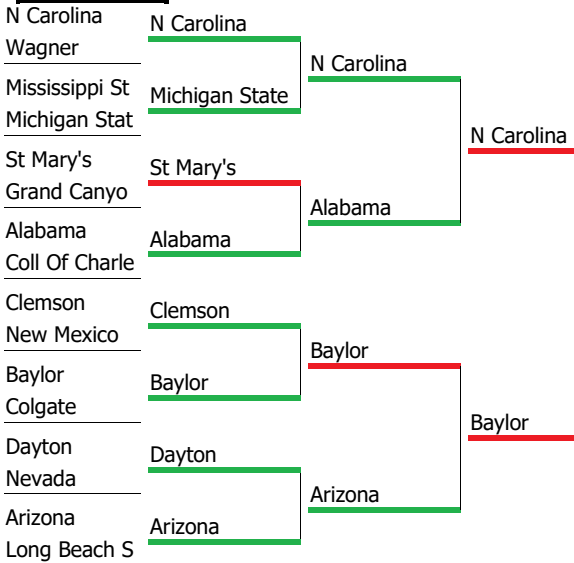 N Carolina
Wagner
Mississippi St
Michigan Stat
St Mary's
Grand Canyo
Alabama
Coll Of Charle
Clemson
New Mexico
Baylor
Colgate
Dayton
Nevada
Arizona
Long Beach S
N Carolina
Michigan State
St Mary's
Alabama
Clemson
Baylor
Dayton
Arizona
N Carolina
Alabama
Baylor
Arizona
N Carolina
Baylor